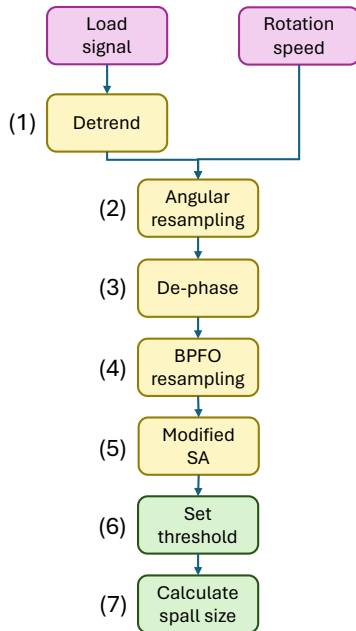 Load
signal
Rotation
speed
(1)
Detrend
(2)
Angular
resampling
(3)
De-phase
(4)
BPFO
resampling
(5)
Modified
SA
(6)
Set
threshold
(7)
Calculate
spall size